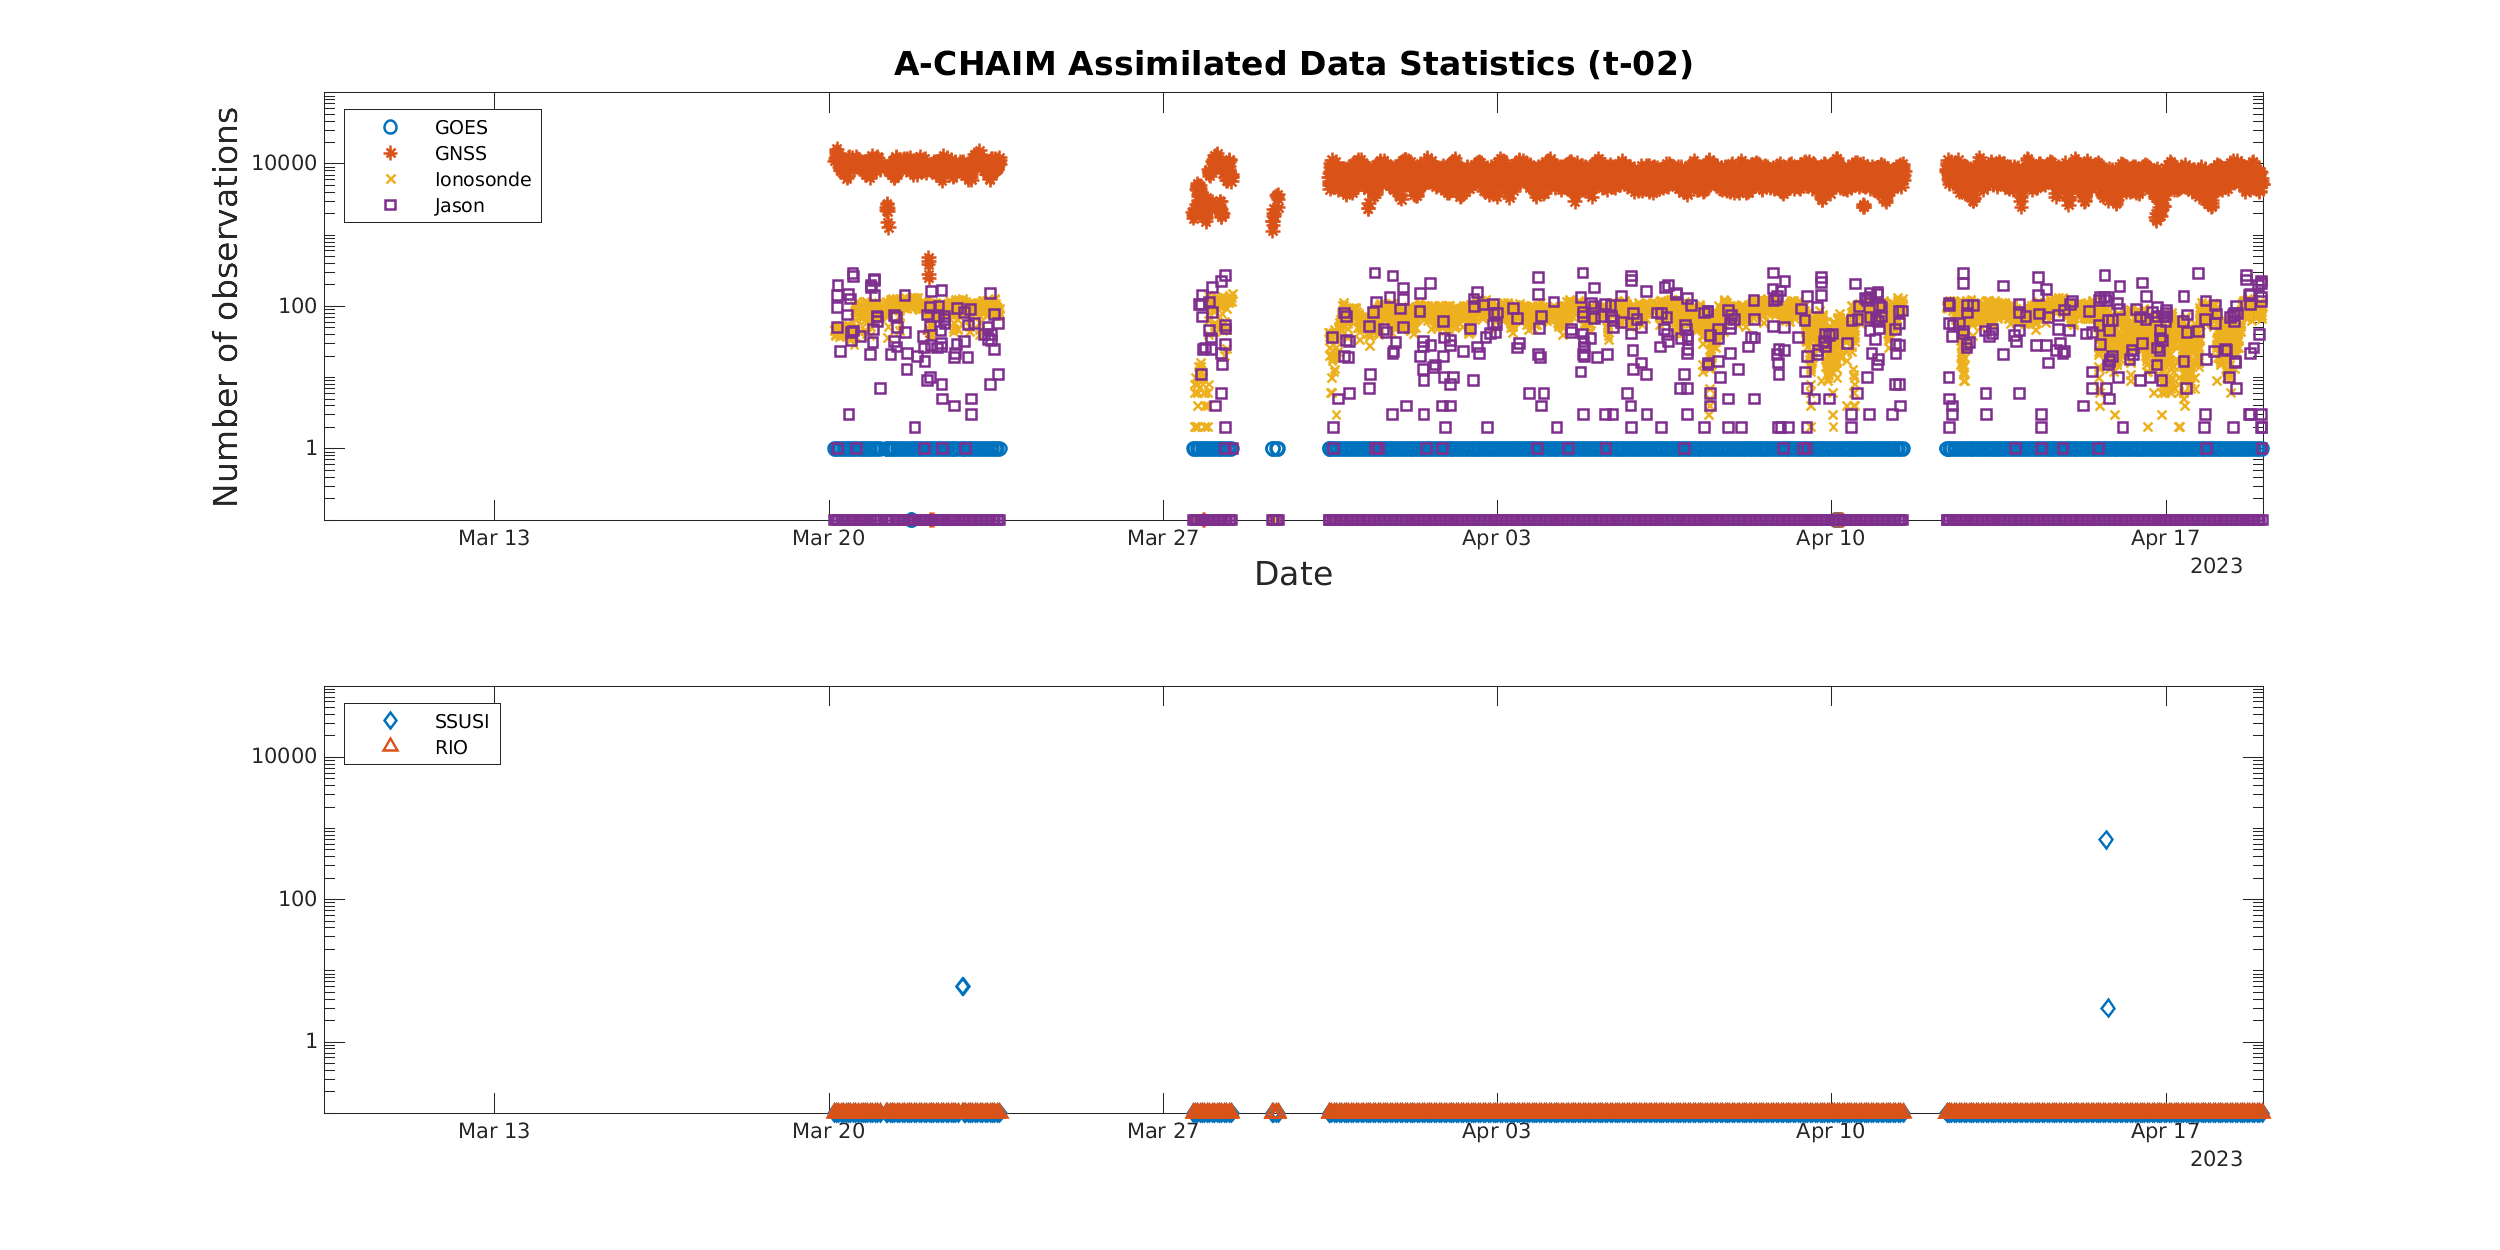 A-CHAIM Assimilated Data Statistics (t-02)
Number of observations
GOES
GNSS
Ionosonde
Jason
10000
100
1
Mar 13 Mar 20 Mar 27 Apr 03 Apr 10 Apr 17
2023
Date
SSUSI
RIO
10000
100
1
Mar 13 Mar 20 Mar 27 Apr 03 Apr 10 Apr 17
2023